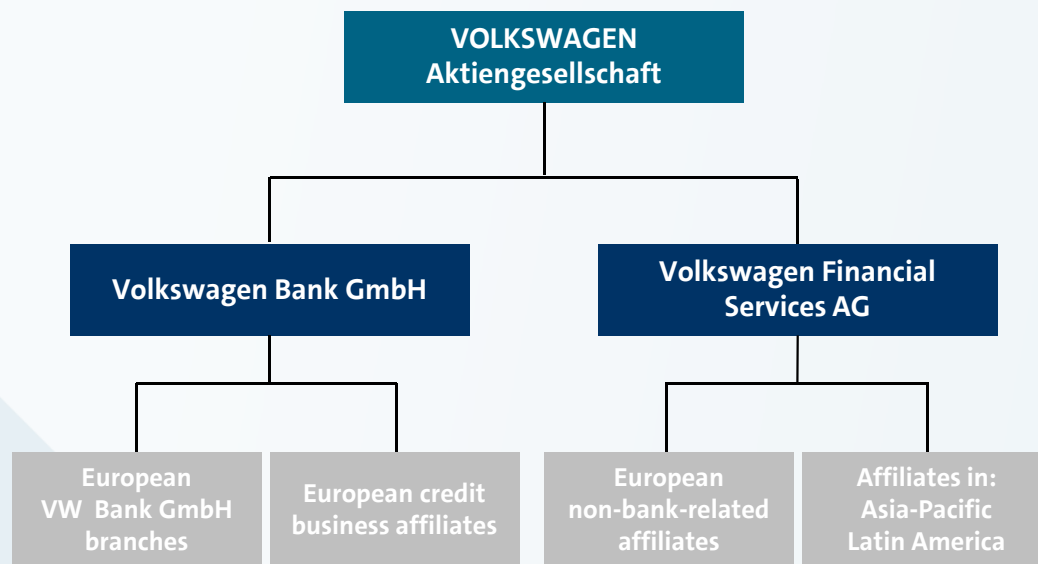 VOLKSWAGEN
Aktiengesellschaft
Volkswagen Bank GmbH
Volkswagen Financial
Services AG
European
VW Bank GmbH
branches
European credit
business affiliates
European
non-bank-related
affiliates
Affiliates in:
Asia-Pacific
Latin America